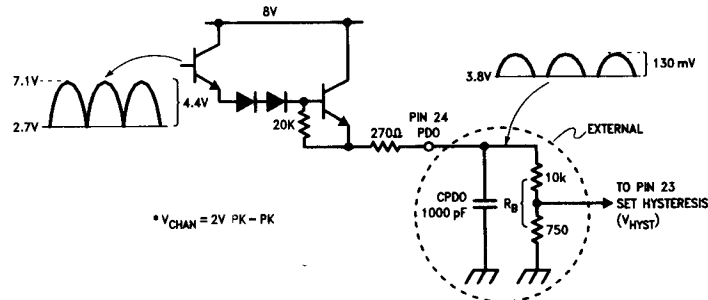 8V
7.1V
4.4V
2.7V
20K
270Ω
PIN 24
PDO
3.8V
130 mV
EXTERNAL
10k
CPDO
1000 pF
R_B
750
TO PIN 23
SET HYSTERESIS
(V_HYST)
* V_CHAN = 2V PK - PK